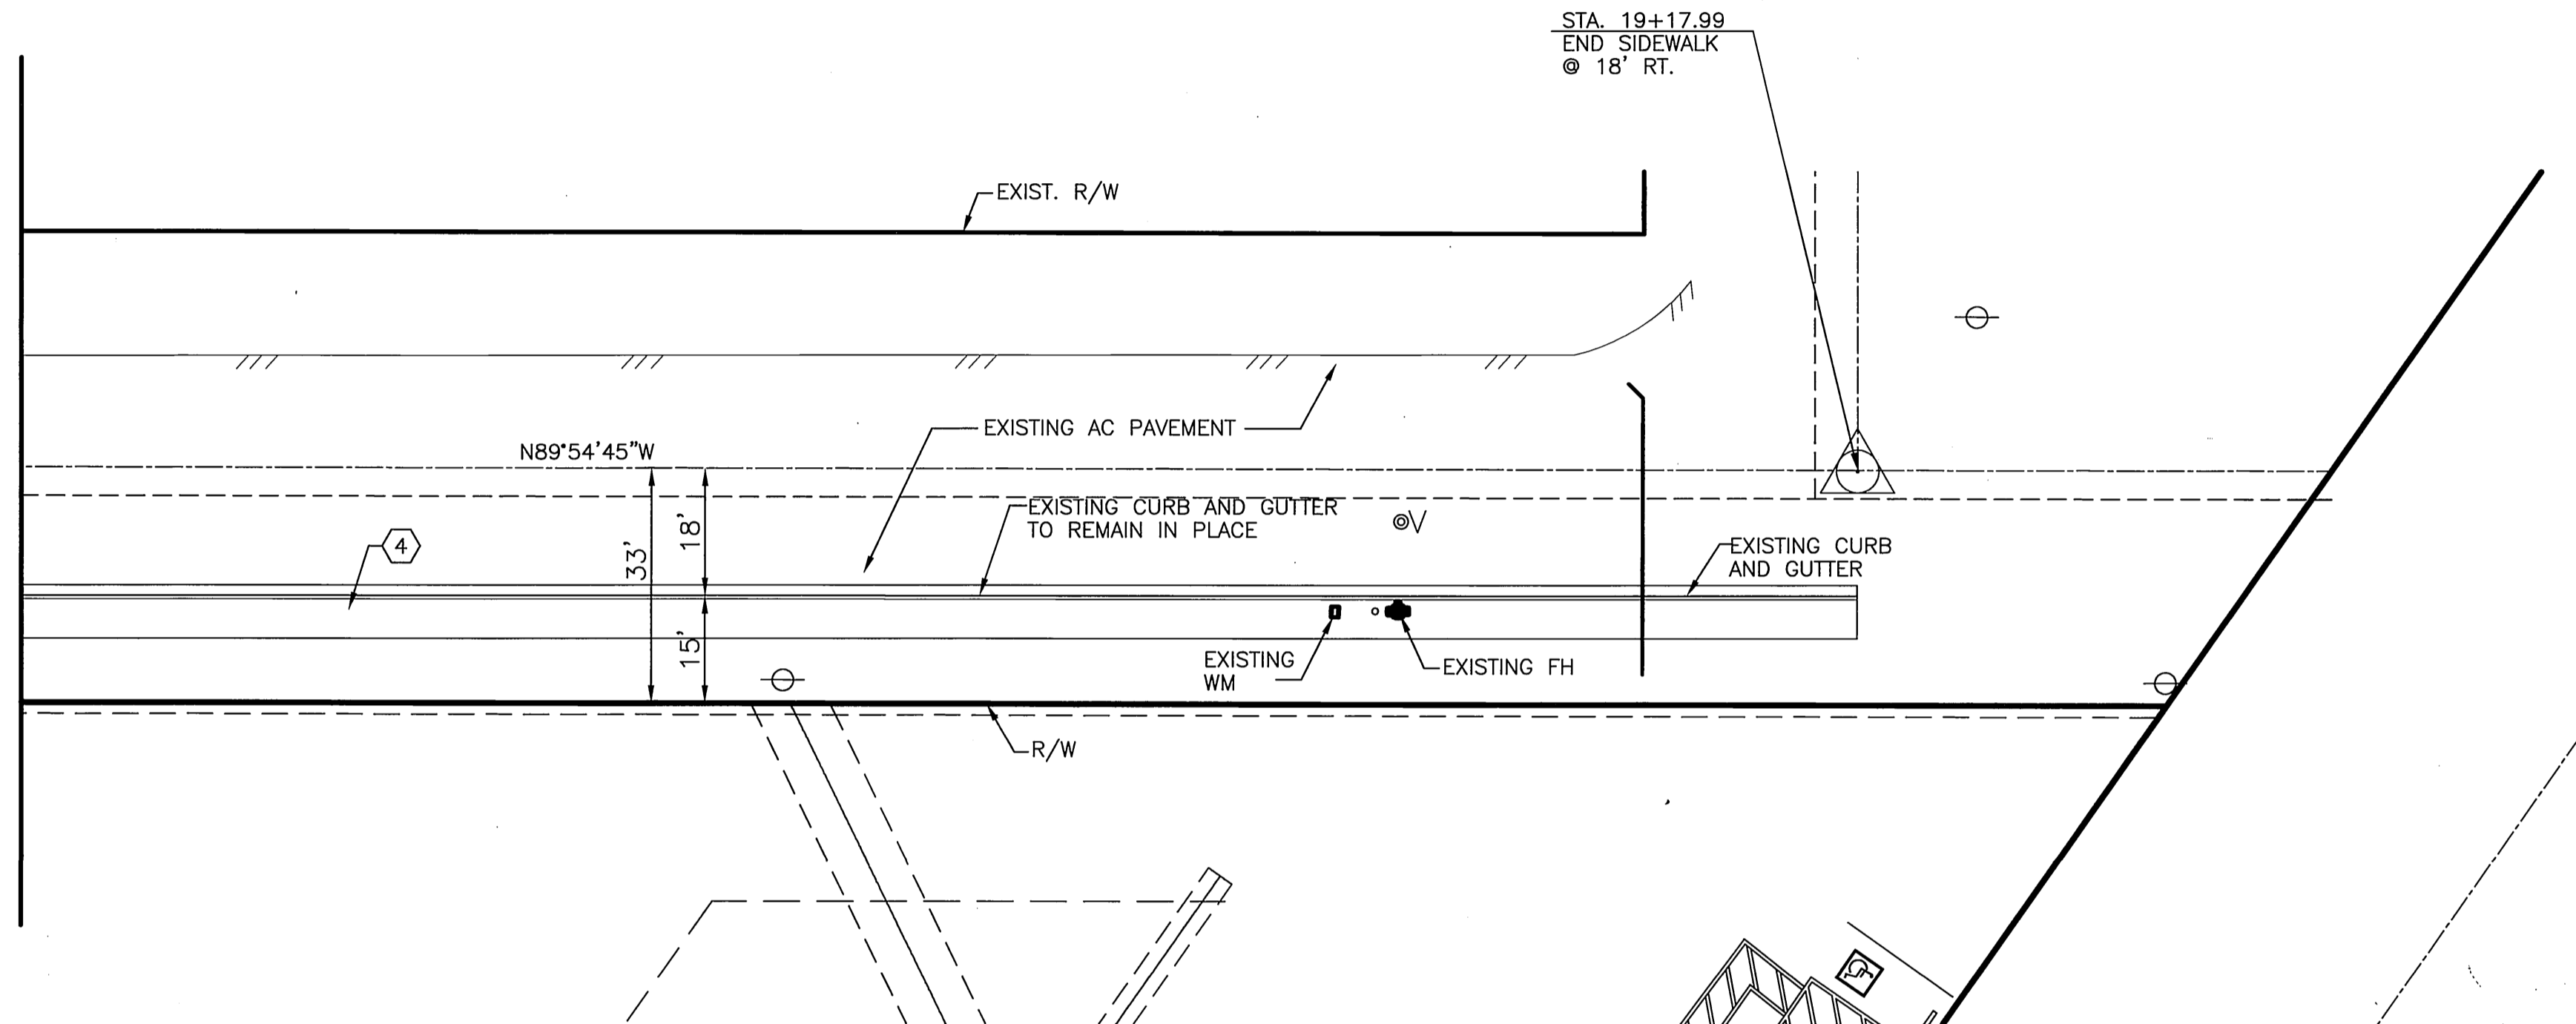 STA. 19+17.99
END SIDEWALK
@ 18' RT.
EXIST. R/W
EXISTING AC PAVEMENT
N89°54'45"W
EXISTING CURB AND GUTTER
TO REMAIN IN PLACE
V
4
33'
18'
EXISTING CURB
AND GUTTER
15'
EXISTING
WM
EXISTING FH
R/W